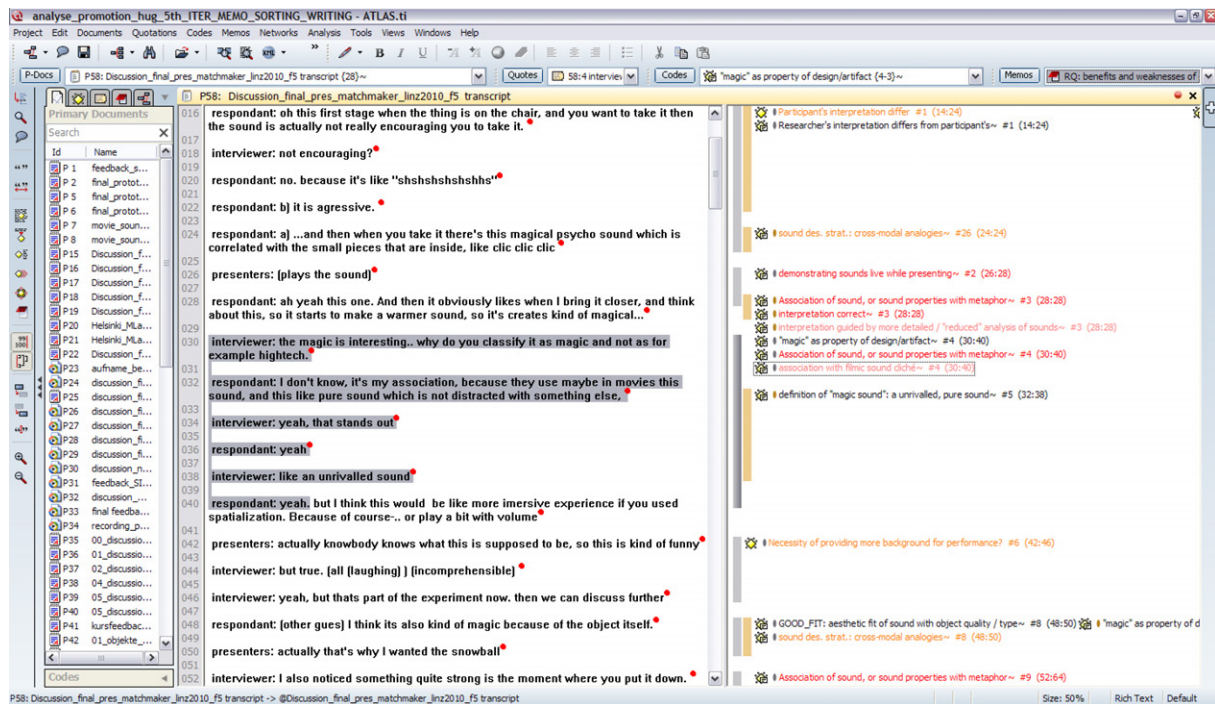 analyse_promotion_hug_5th_ITER_MEMO_SORTING_WRITING - ATLAS.ti
Project Edit Documents Quotations Codes Memos Networks Analysis Tools Views Windows Help
P-Docs P58: Discussion_final_pres_matchmaker_linz2010_f5 transcript {28}~ Quotes 58:4 interviev Codes "magic" as property of design/artifact {4-3}~ Memos RQ: benefits and weaknesses of
P58: Discussion_final_pres_matchmaker_linz2010_f5 transcript
Primary Documents
Search
Id Name
P 1 feedback_s...
P 2 final_protot...
P 5 final_protot...
P 6 final_protot...
P 7 movie_soun...
P 8 movie_soun...
P15 Discussion_f...
P16 Discussion_f...
P17 Discussion_f...
P18 Discussion_f...
P19 Discussion_f...
P20 Helsinki_MLa...
P21 Helsinki_MLa...
P22 Discussion_f...
P23 aufname_be...
P24 discussion_fi...
P25 discussion_fi...
P26 discussion_fi...
P27 discussion_fi...
P28 discussion_fi...
P29 discussion_fi...
P30 discussion_n...
P31 feedback_SI...
P32 discussion_...
P33 final feedba...
P34 recording_p...
P35 00_discussio...
P36 01_discussio...
P37 02_discussio...
P38 04_discussio...
P39 05_discussio...
P40 05_discussio...
P41 kursfeedbac...
P42 01_objekte_...
Codes
016 respondant: oh this first stage when the thing is on the chair, and you want to take it then
the sound is actually not really encouraging you to take it.
017
018 interviewer: not encouraging?
019
020 respondant: no. because it's like "shshshshshshhs"
021
022 respondant: b) it is agressive.
023
024 respondant: a) ...and then when you take it there's this magical psycho sound which is
correlated with the small pieces that are inside, like clic clic clic
025
026 presenters: (plays the sound)
027
028 respondant: ah yeah this one. And then it obviously likes when I bring it closer, and think
about this, so it starts to make a warmer sound, so it's creates kind of magical...
029
030 interviewer: the magic is interesting.. why do you classify it as magic and not as for
example hightech.
031
032 respondant: I don't know, it's my association, because they use maybe in movies this
sound, and this like pure sound which is not distracted with something else,
033
034 interviewer: yeah, that stands out
035
036 respondant: yeah
037
038 interviewer: like an unrivalled sound
039
040 respondant: yeah. but I think this would be like more imersive experience if you used
spatialization. Because of course-.. or play a bit with volume
041
042 presenters: actually knowbody knows what this is supposed to be, so this is kind of funny
043
044 interviewer: but true. (all (laughing) ) (incomprehensible)
045
046 interviewer: yeah, but thats part of the experiment now. then we can discuss further
047
048 respondant: (other gues) I think its also kind of magic because of the object itself.
049
050 presenters: actually that's why I wanted the snowball
051
052 interviewer: I also noticed something quite strong is the moment where you put it down.
Participant's interpretation differ #1 (14:24)
Researcher's interpretation differs from participant's~ #1 (14:24)
sound des. strat.: cross-modal analogies~ #26 (24:24)
demonstrating sounds live while presenting~ #2 (26:28)
Association of sound, or sound properties with metaphor~ #3 (28:28)
interpretation correct~ #3 (28:28)
interpretation guided by more detailed / "reduced" analysis of sounds~ #3 (28:28)
"magic" as property of design/artifact~ #4 (30:40)
Association of sound, or sound properties with metaphor~ #4 (30:40)
association with filmic sound cliché~ #4 (30:40)
definition of "magic sound": a unrivalled, pure sound~ #5 (32:38)
Necessity of providing more background for performance? #6 (42:46)
GOOD_FIT: aesthetic fit of sound with object quality / type~ #8 (48:50) "magic" as property of d
sound des. strat.: cross-modal analogies~ #8 (48:50)
Association of sound, or sound properties with metaphor~ #9 (52:64)
P58: Discussion_final_pres_matchmaker_linz2010_f5 transcript -> @Discussion_final_pres_matchmaker_linz2010_f5 transcript Size: 50% Rich Text Default